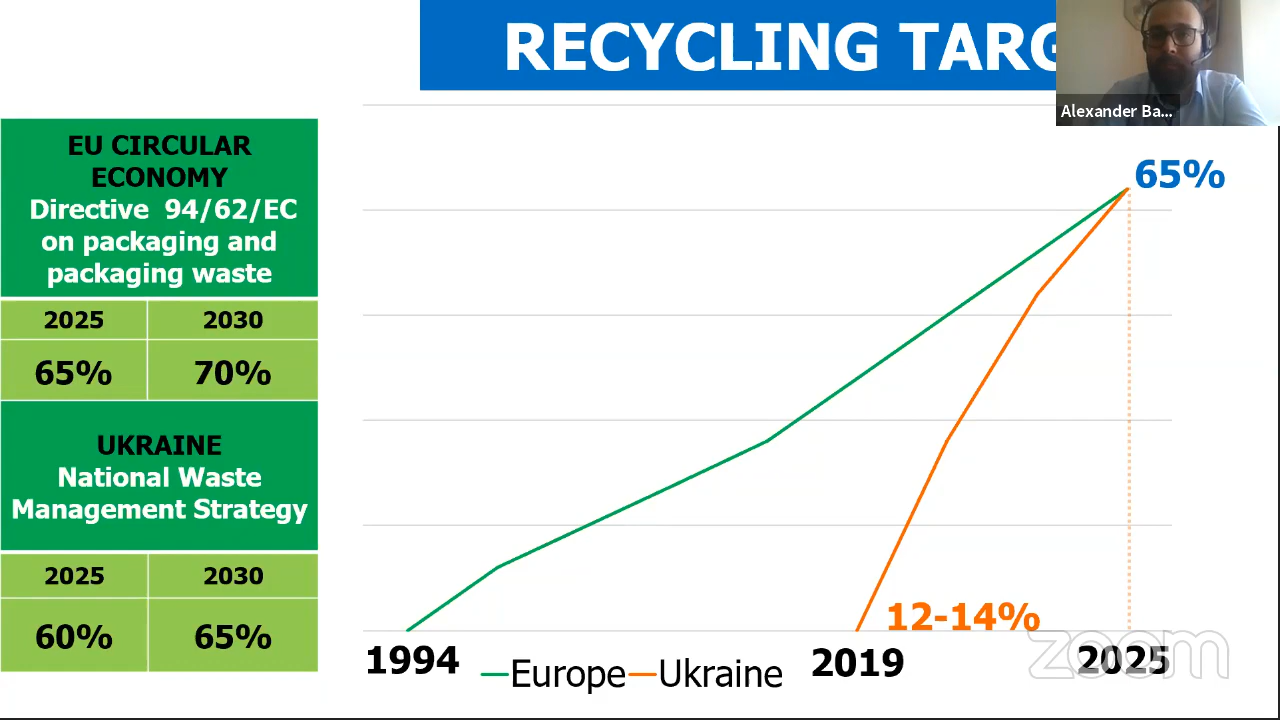 RECYCLING TARG
Alexander Ba...
EU CIRCULAR
ECONOMY
Directive 94/62/EC
on packaging and
packaging waste
2025 2030
65% 70%
UKRAINE
National Waste
Management Strategy
2025 2030
60% 65%
65%
12-14%
1994 2019 2025
Europe Ukraine
zoom